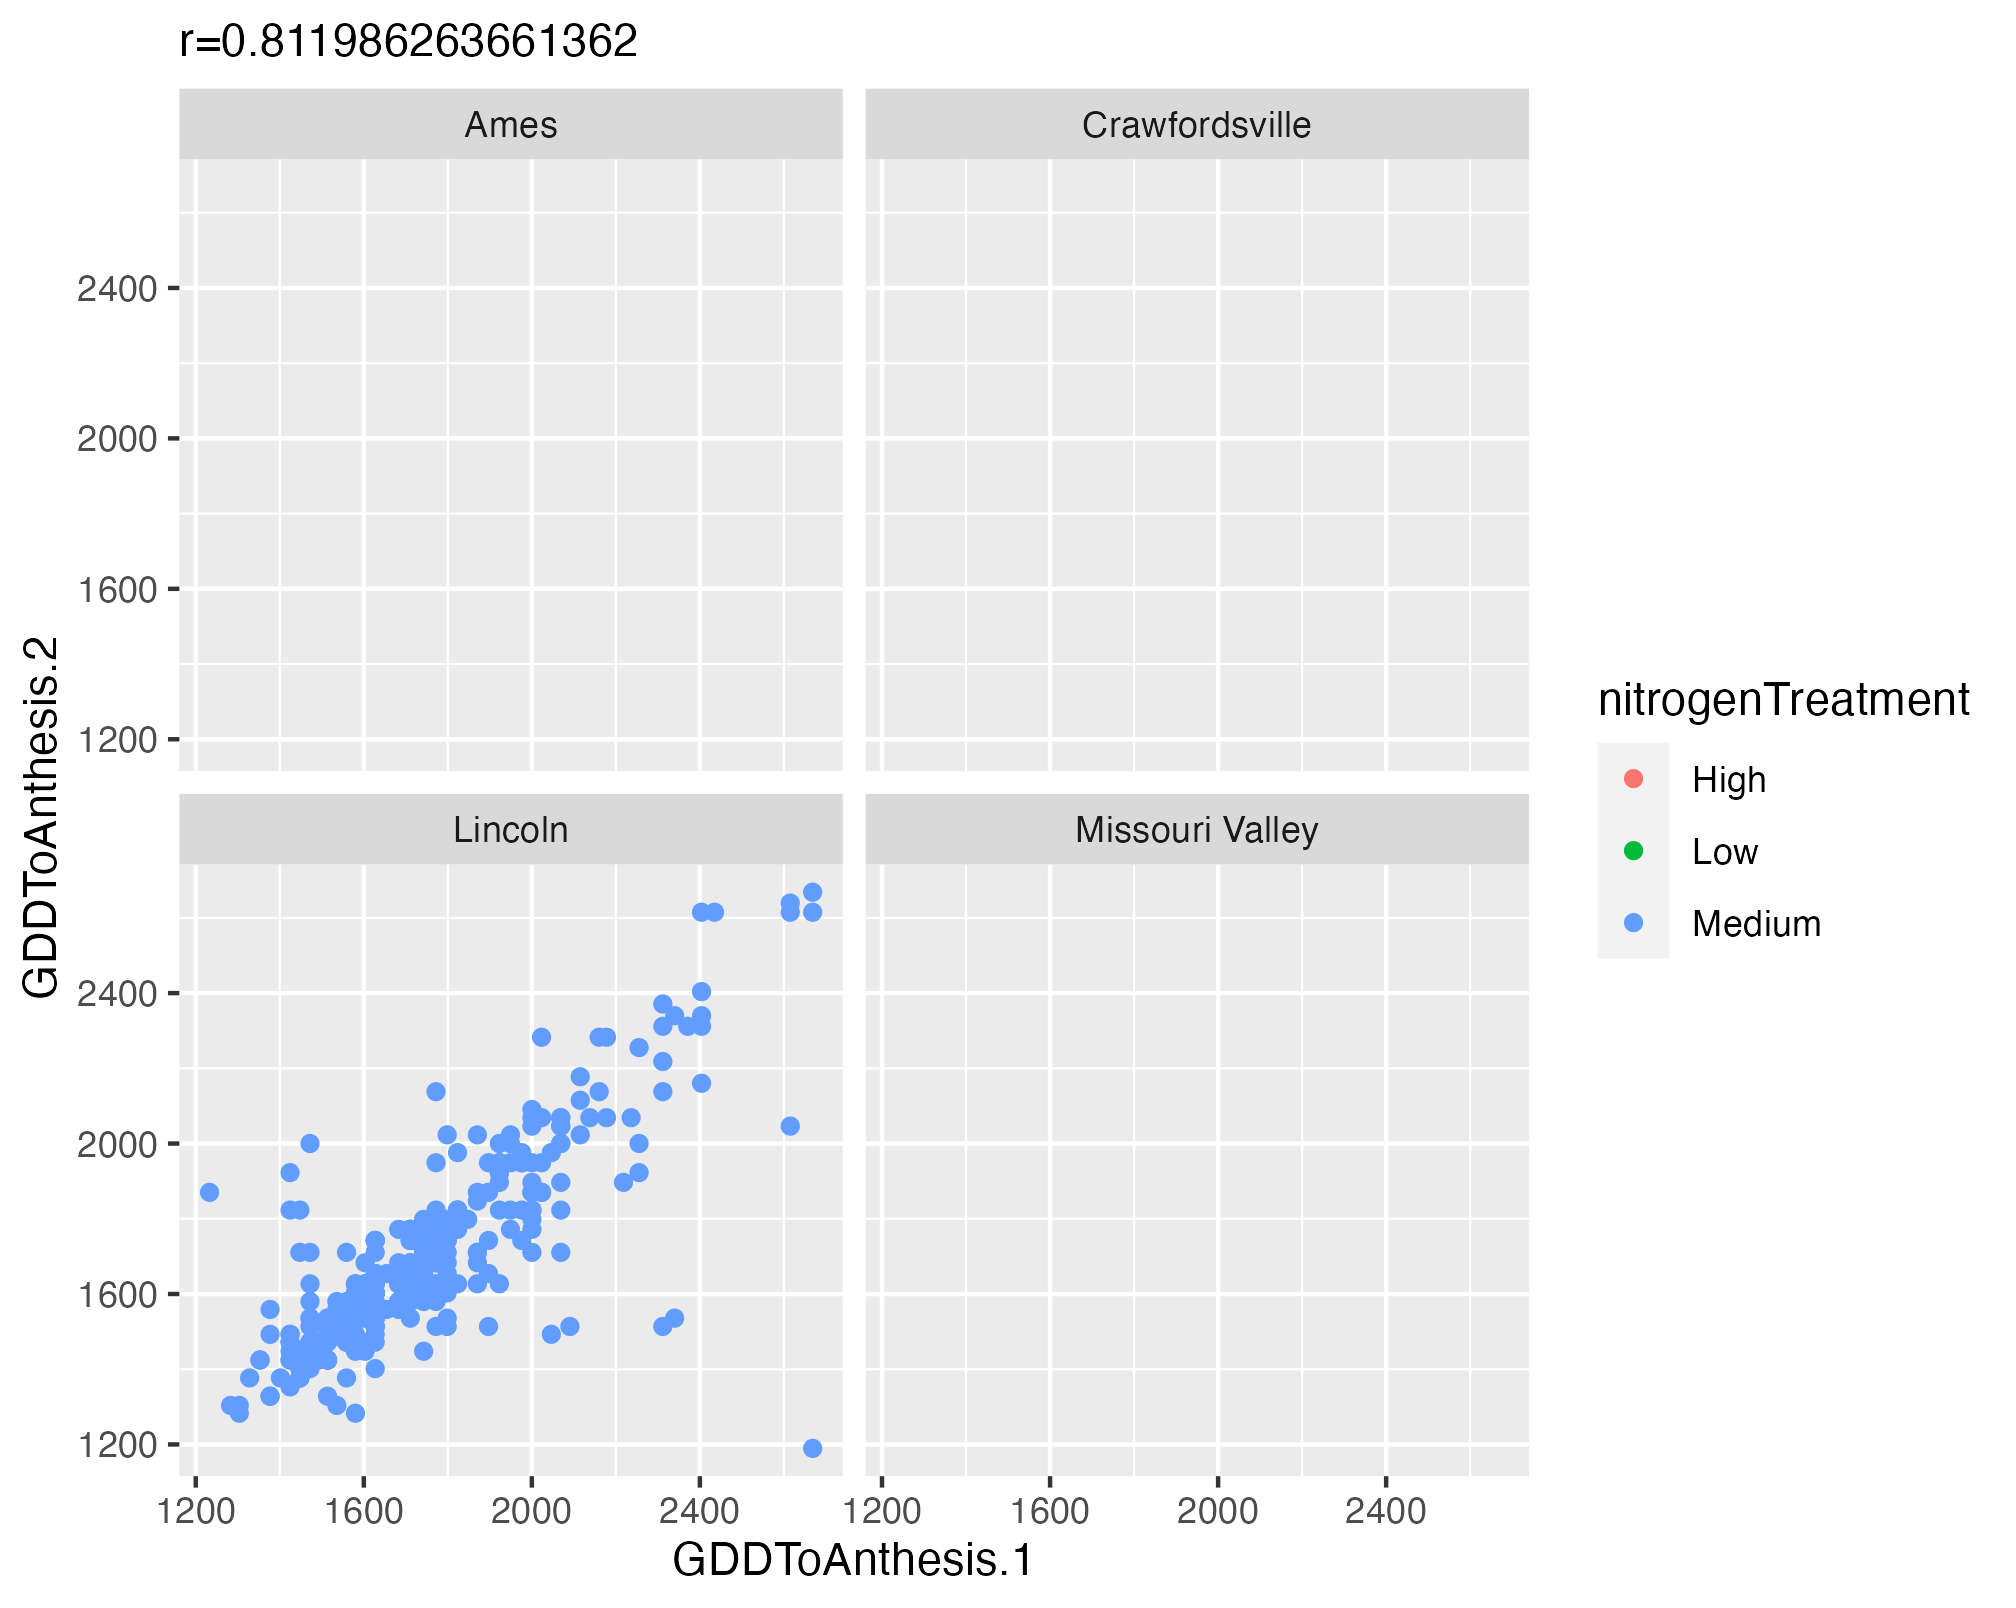 r=0.811986263661362
Ames
Crawfordsville
2400
2000
1600
1200
Lincoln
Missouri Valley
2400
2000
1600
1200
1200 1600 2000 2400 1200 1600 2000 2400
GDDToAnthesis.1
GDDToAnthesis.2
nitrogenTreatment
High
Low
Medium